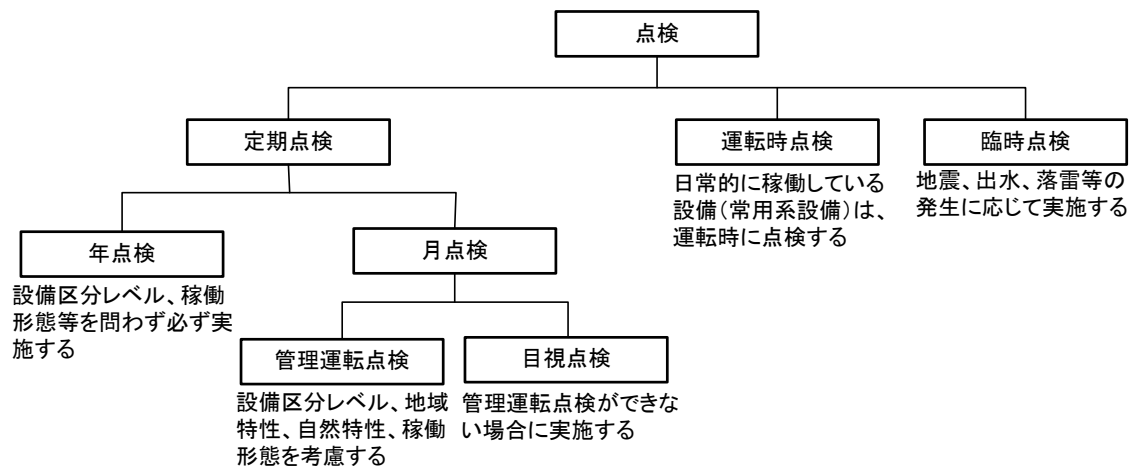 点検
定期点検
運転時点検
臨時点検
日常的に稼働している
設備(常用系設備)は、
運転時に点検する
地震、出水、落雷等の
発生に応じて実施する
年点検
月点検
設備区分レベル、稼働
形態等を問わず必ず実
施する
管理運転点検
目視点検
設備区分レベル、地域
特性、自然特性、稼働
形態を考慮する
管理運転点検ができな
い場合に実施する